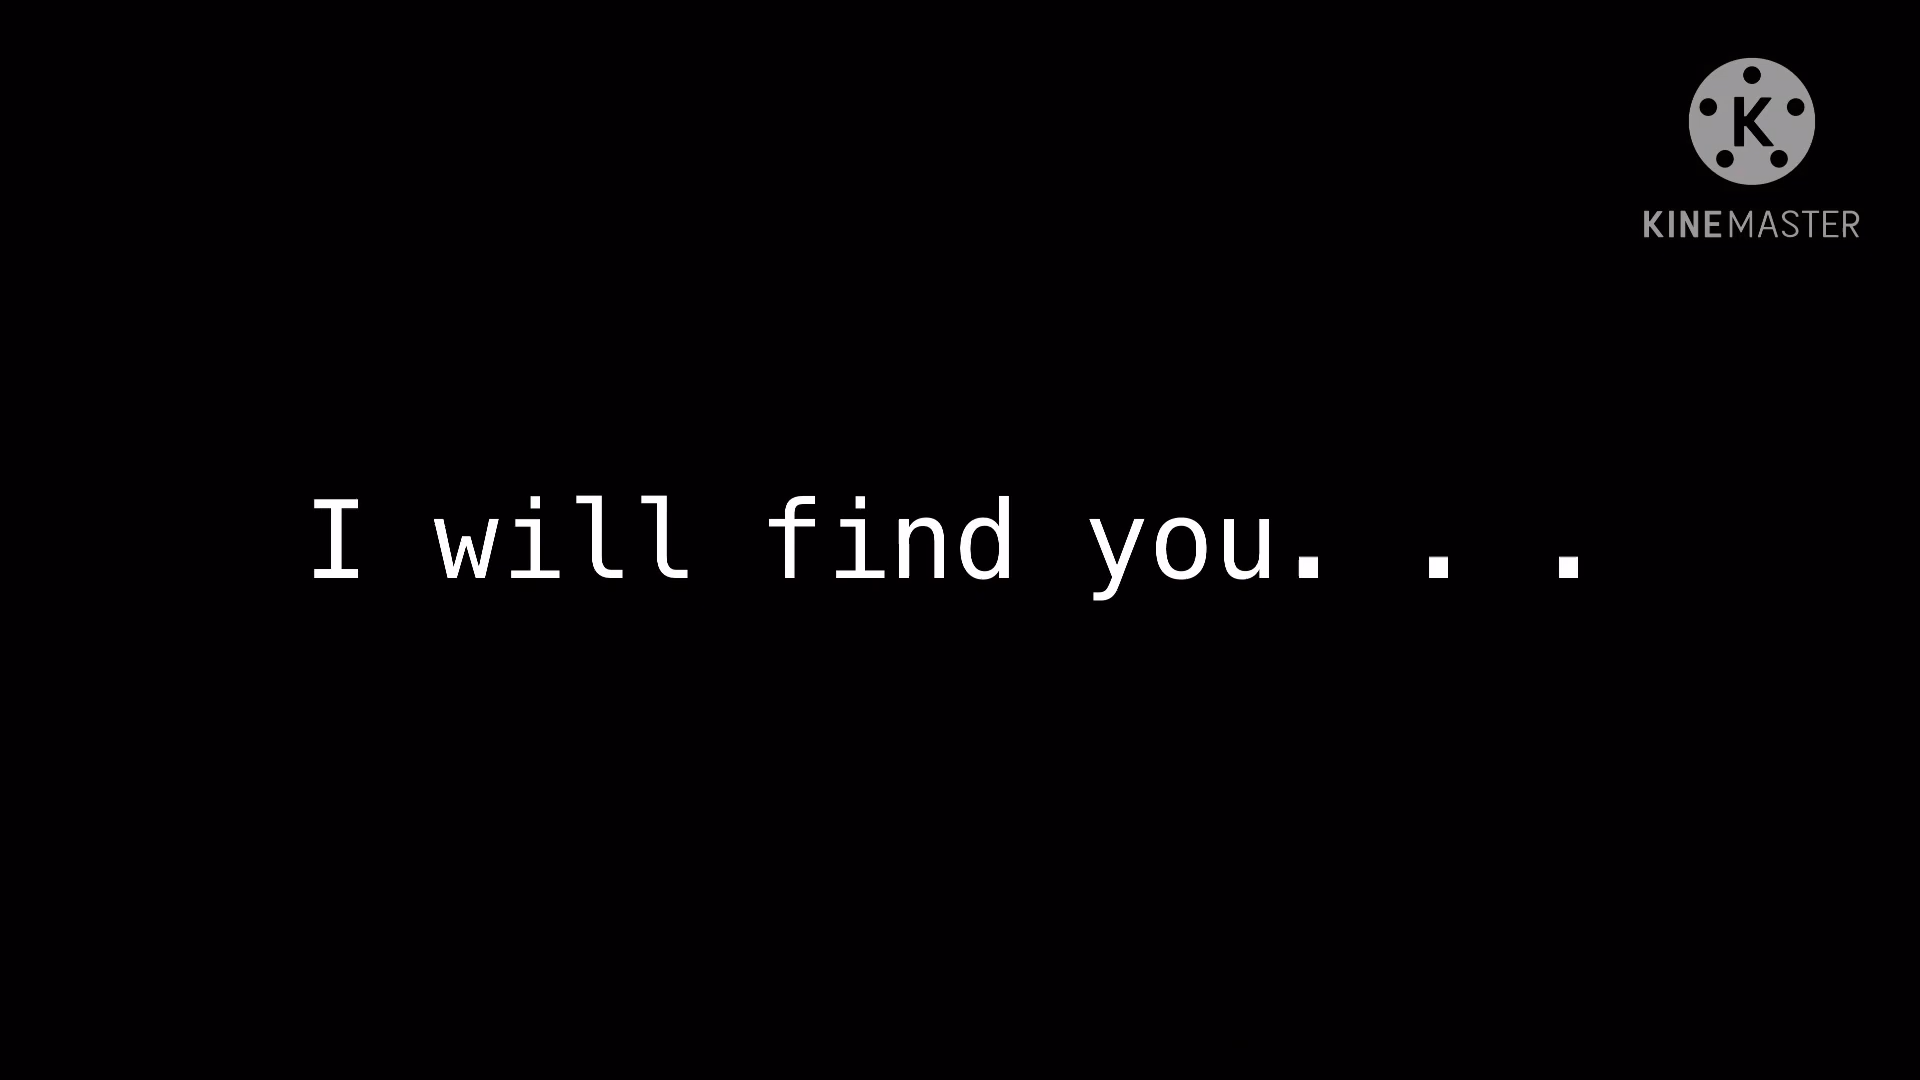 K
KINEMASTER
I will find you. . .